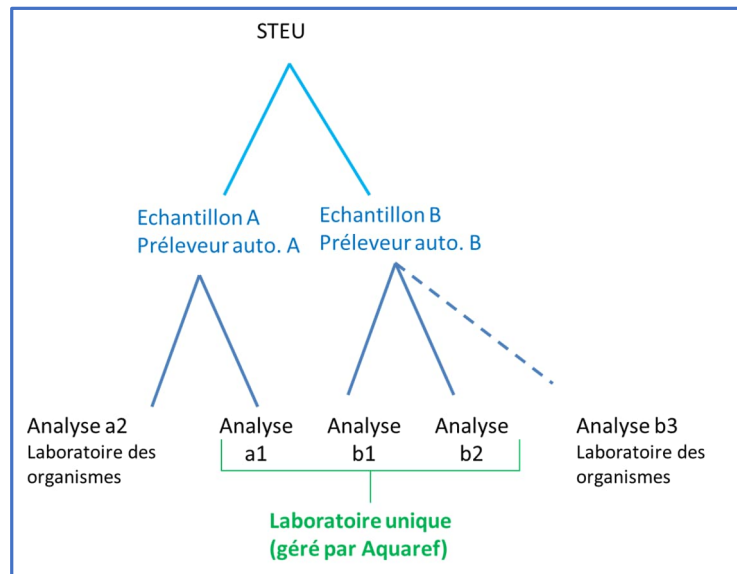 STEU
Echantillon A
Préleveur auto. A
Echantillon B
Préleveur auto. B
Analyse a2
Laboratoire des
organismes
Analyse
a1
Analyse
b1
Analyse
b2
Analyse b3
Laboratoire des
organismes
Laboratoire unique
(géré par Aquaref)